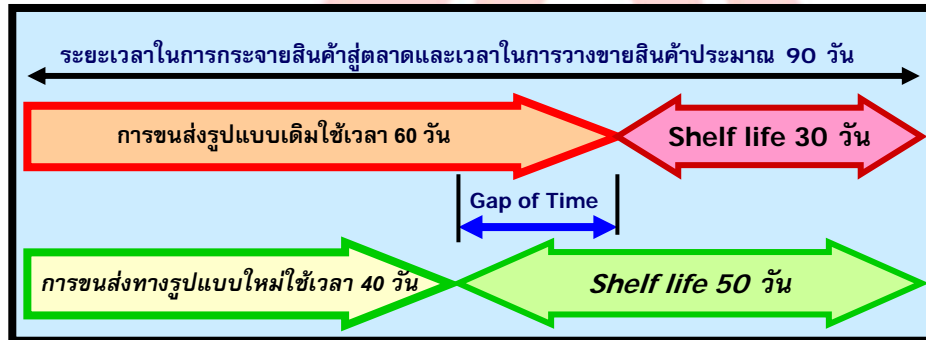 ระยะเวลาในการกระจายสินค้าสู่ตลาดและเวลาในการวางขายสินค้าประมาณ 90 วัน
การขนส่งรูปแบบเดิมใช้เวลา 60 วัน
Shelf life 30 วัน
Gap of Time
การขนส่งทางรูปแบบใหม่ใช้เวลา 40 วัน
Shelf life 50 วัน